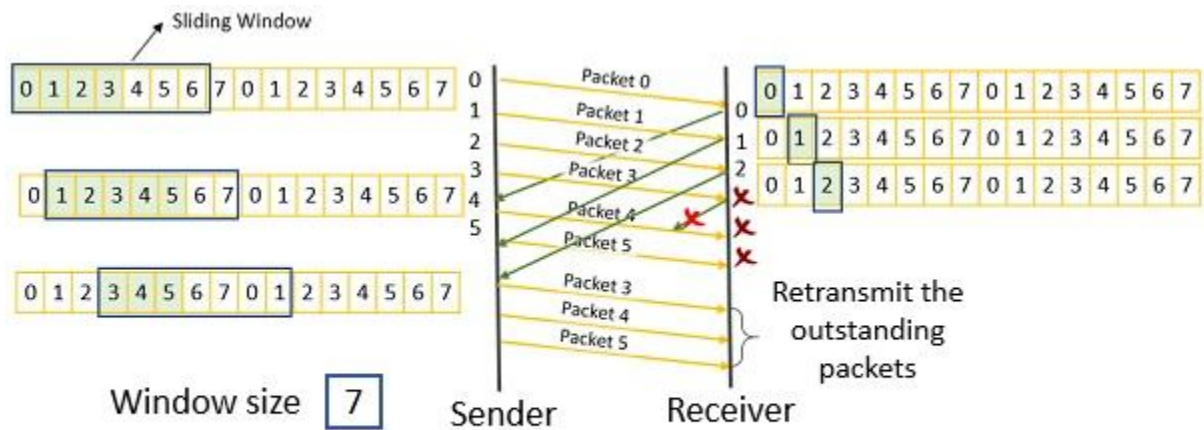 Sliding Window
0 1 2 3 4 5 6 7 0 1 2 3 4 5 6 7
0 1 2 3 4 5 6 7 0 1 2 3 4 5 6 7
0 1 2 3 4 5 6 7 0 1 2 3 4 5 6 7
Window size 7
0
1
2
3
4
5
Packet 0
Packet 1
Packet 2
Packet 3
Packet 4
Packet 5
Packet 3
Packet 4
Packet 5
Sender
0
1
2
Receiver
0 1 2 3 4 5 6 7 0 1 2 3 4 5 6 7
0 1 2 3 4 5 6 7 0 1 2 3 4 5 6 7
0 1 2 3 4 5 6 7 0 1 2 3 4 5 6 7
Retransmit the
outstanding
packets